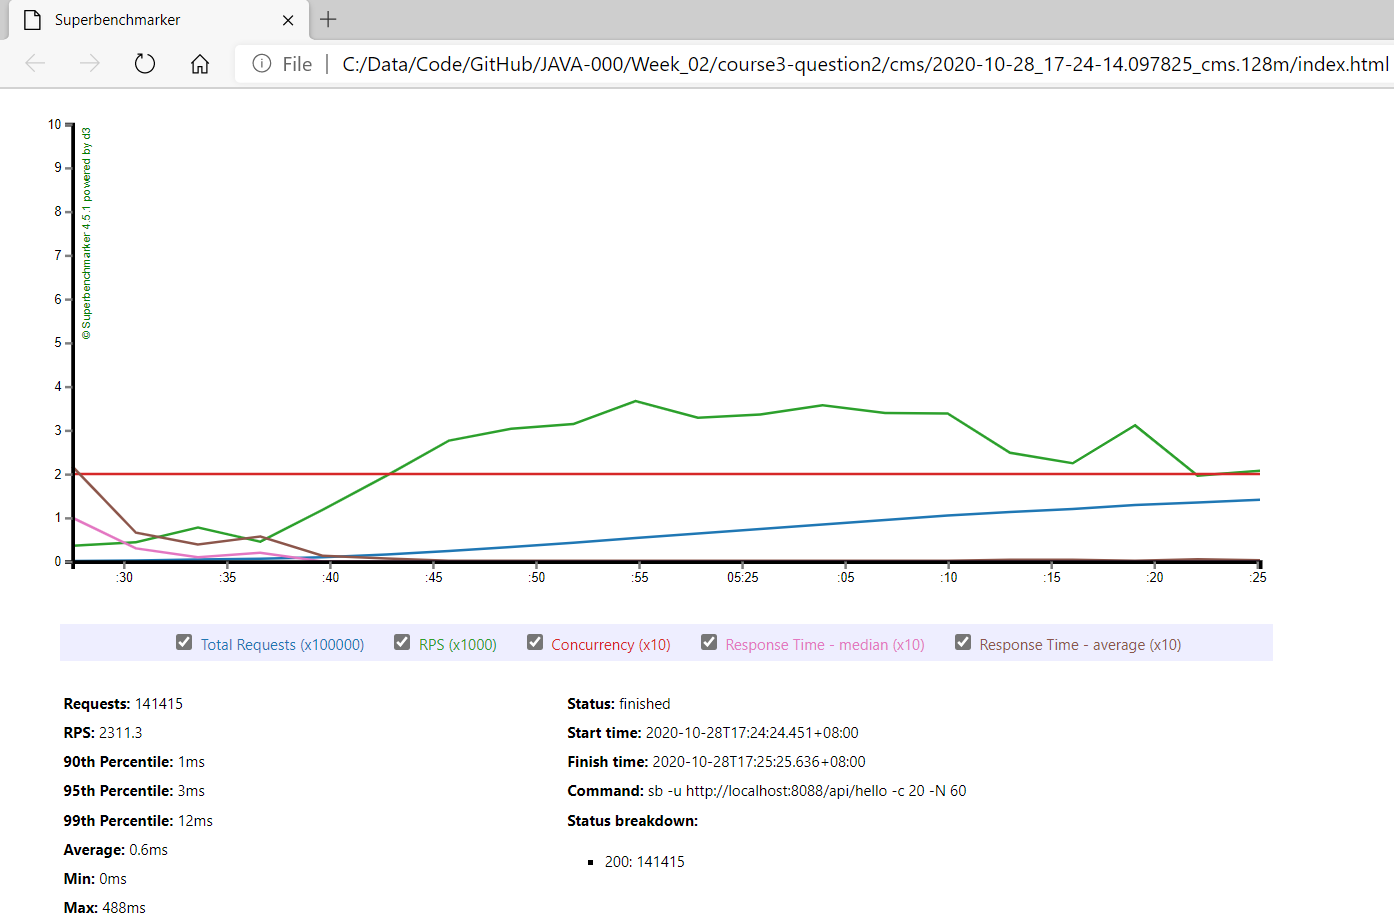 Superbenchmarker
File | C:/Data/Code/GitHub/JAVA-000/Week_02/course3-question2/cms/2020-10-28_17-24-14.097825_cms.128m/index.html
© Superbenchmarker 4.5.1 powered by d3
10
9
8
7
6
5
4
3
2
1
0
:30 :35 :40 :45 :50 :55 05:25 :05 :10 :15 :20 :25
Total Requests (x100000) RPS (x1000) Concurrency (x10) Response Time - median (x10) Response Time - average (x10)
Requests: 141415
RPS: 2311.3
90th Percentile: 1ms
95th Percentile: 3ms
99th Percentile: 12ms
Average: 0.6ms
Min: 0ms
Max: 488ms
Status: finished
Start time: 2020-10-28T17:24:24.451+08:00
Finish time: 2020-10-28T17:25:25.636+08:00
Command: sb -u http://localhost:8088/api/hello -c 20 -N 60
Status breakdown:
200: 141415